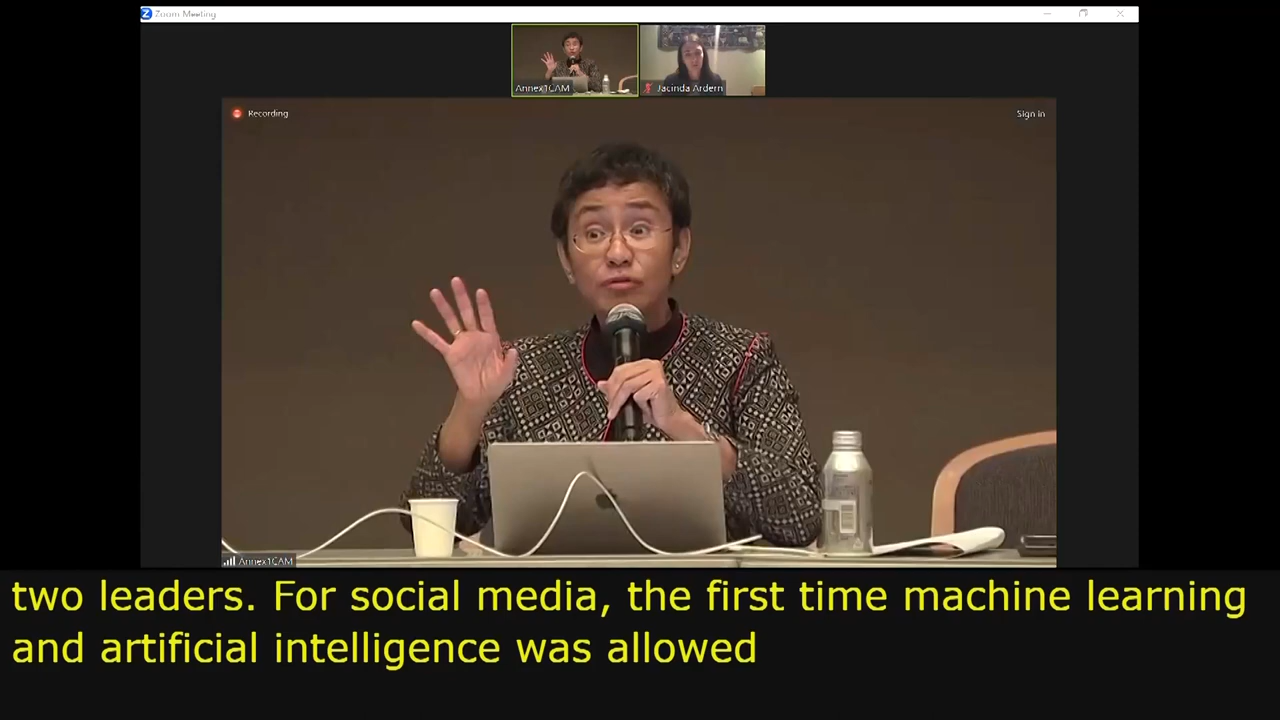 Zoom Meeting
Annex1CAM
Jacinda Ardern
Recording
Sign in
Annex1CAM
two leaders. For social media, the first time machine learning
and artificial intelligence was allowed